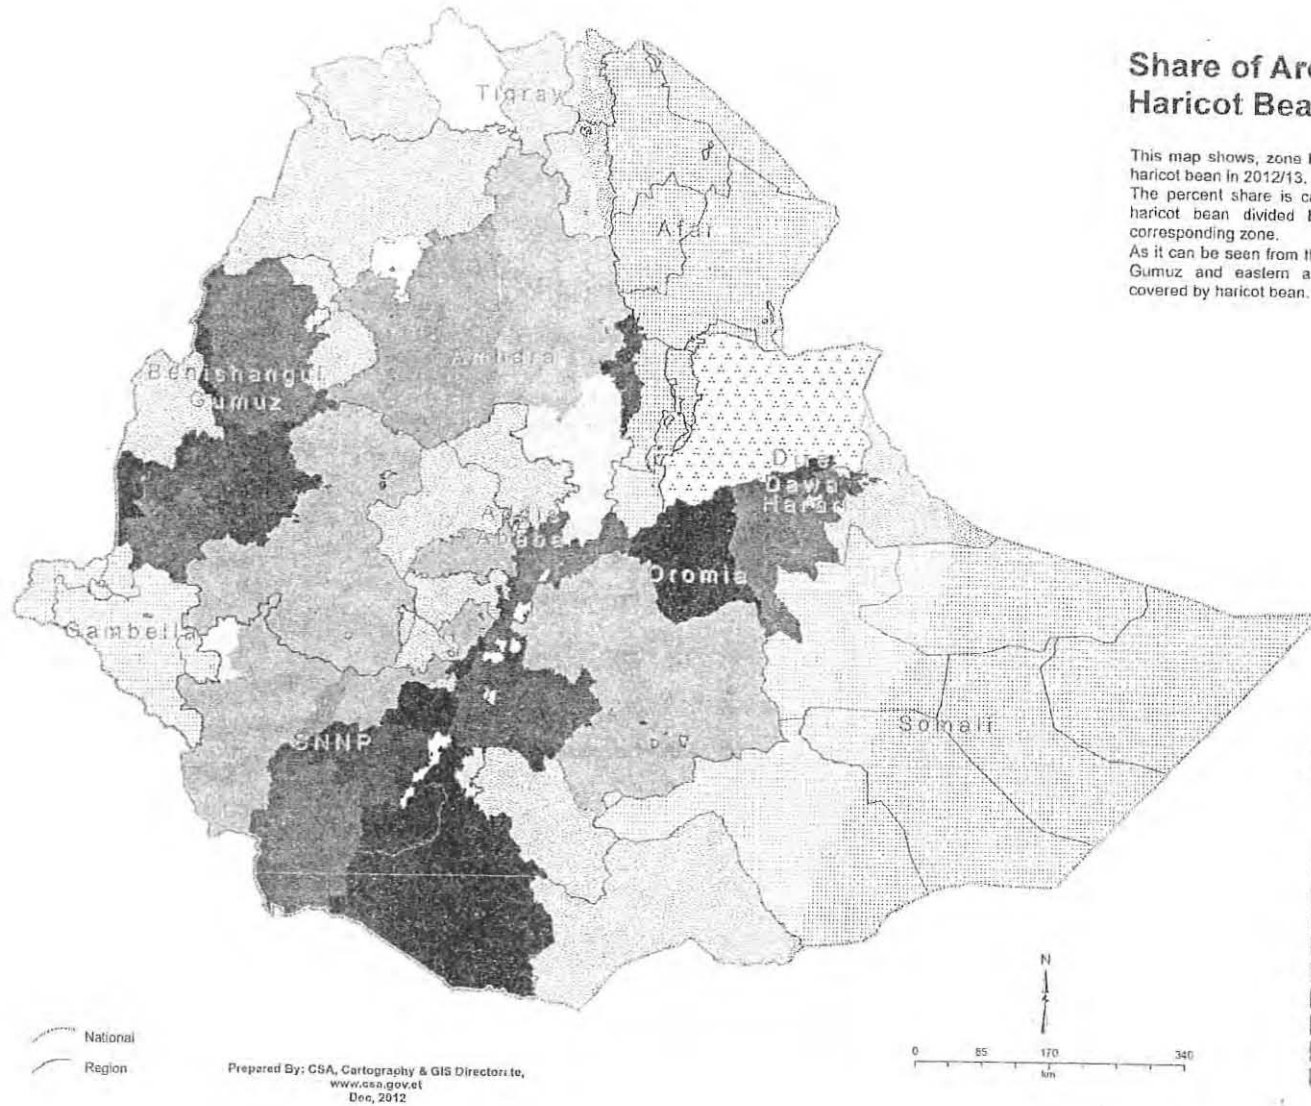 Share of Are
Haricot Bea
This map shows, zone
haricot bean in 2012/13.
The percent share is ca
haricot bean divided
corresponding zone.
As it can be seen from
Gumuz and eastern a
covered by haricot bean.
Tigray
Afar
Amhara
Benishangul
Gumuz
Dire
Dawa
Harar
Addis
Ababa
Oromia
Gambella
SNNP
Somali
National
Region
Prepared By: CSA, Cartography & GIS Directorate,
www.csa.gov.et
Dec, 2012
N
0 85 170 340
km